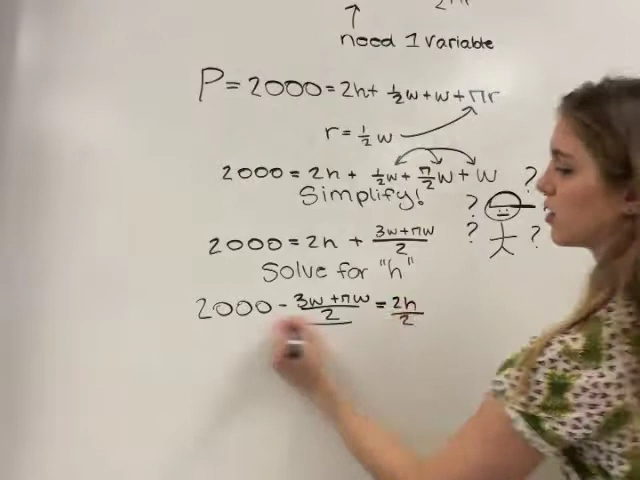 need 1 variable
P = 2000 = 2h + ½w + w + πr
r = ½w
2000 = 2h + ½w + π/2 w + w
Simplify!
? ? ? ?
2000 = 2h + (3w + πw)/2
Solve for "h"
2000 - (3w + πw)/2 = 2h/2